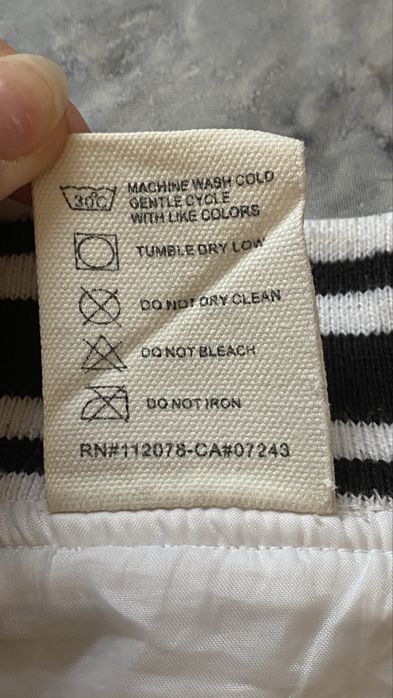 30C MACHINE WASH COLD
GENTLE CYCLE
WITH LIKE COLORS
TUMBLE DRY LOW
DO NOT DRY CLEAN
DO NOT BLEACH
DO NOT IRON
RN#112078-CA#07243